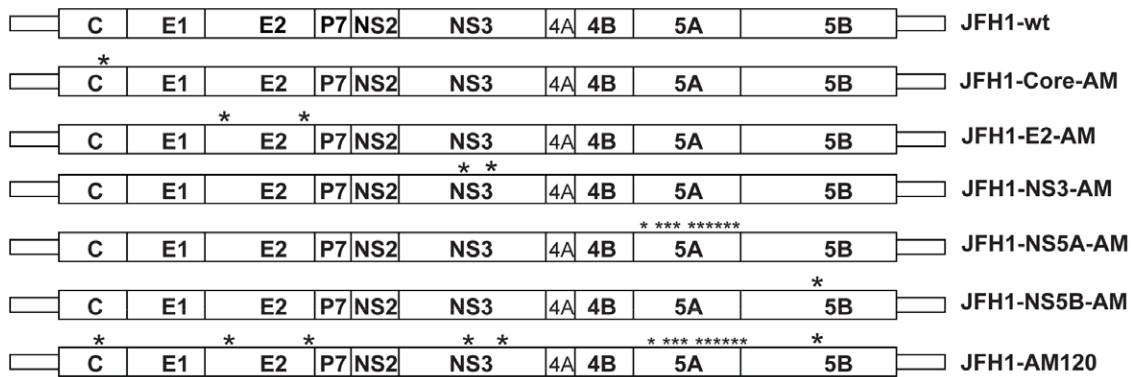 C E1 E2 P7 NS2 NS3 4A 4B 5A 5B JFH1-wt
*
C E1 E2 P7 NS2 NS3 4A 4B 5A 5B JFH1-Core-AM
* *
C E1 E2 P7 NS2 NS3 4A 4B 5A 5B JFH1-E2-AM
* *
C E1 E2 P7 NS2 NS3 4A 4B 5A 5B JFH1-NS3-AM
* *** ******
C E1 E2 P7 NS2 NS3 4A 4B 5A 5B JFH1-NS5A-AM
*
C E1 E2 P7 NS2 NS3 4A 4B 5A 5B JFH1-NS5B-AM
* * * * * * *** ****** *
C E1 E2 P7 NS2 NS3 4A 4B 5A 5B JFH1-AM120